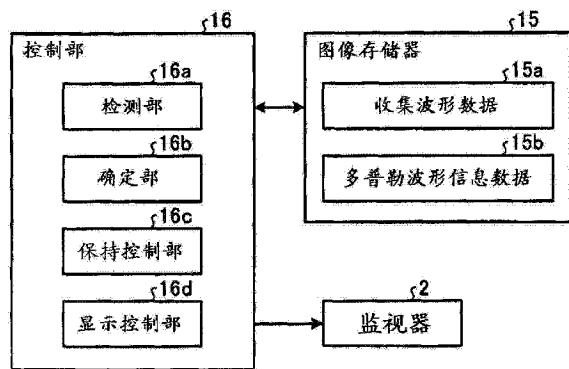 16
控制部
16a
检测部
16b
确定部
16c
保持控制部
16d
显示控制部
15
图像存储器
15a
收集波形数据
15b
多普勒波形信息数据
2
监视器